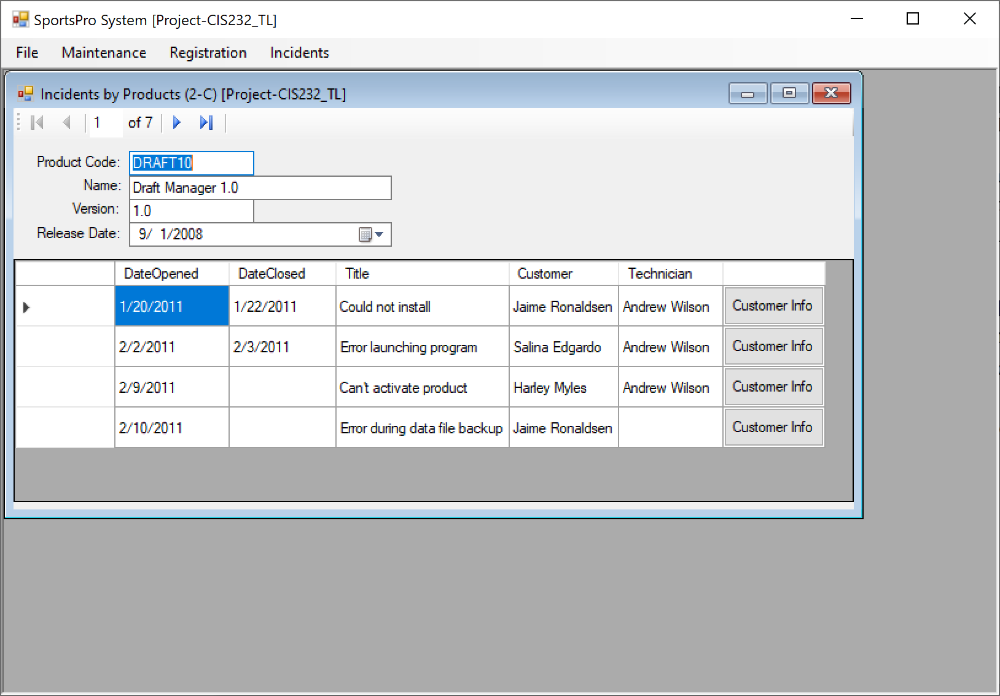 SportsPro System [Project-CIS232_TL]
File Maintenance Registration Incidents
Incidents by Products (2-C) [Project-CIS232_TL]
1 of 7
Product Code: DRAFT10
Name: Draft Manager 1.0
Version: 1.0
Release Date: 9/ 1/2008
DateOpened DateClosed Title Customer Technician
1/20/2011 1/22/2011 Could not install Jaime Ronaldsen Andrew Wilson Customer Info
2/2/2011 2/3/2011 Error launching program Salina Edgardo Andrew Wilson Customer Info
2/9/2011 Can't activate product Harley Myles Andrew Wilson Customer Info
2/10/2011 Error during data file backup Jaime Ronaldsen Customer Info